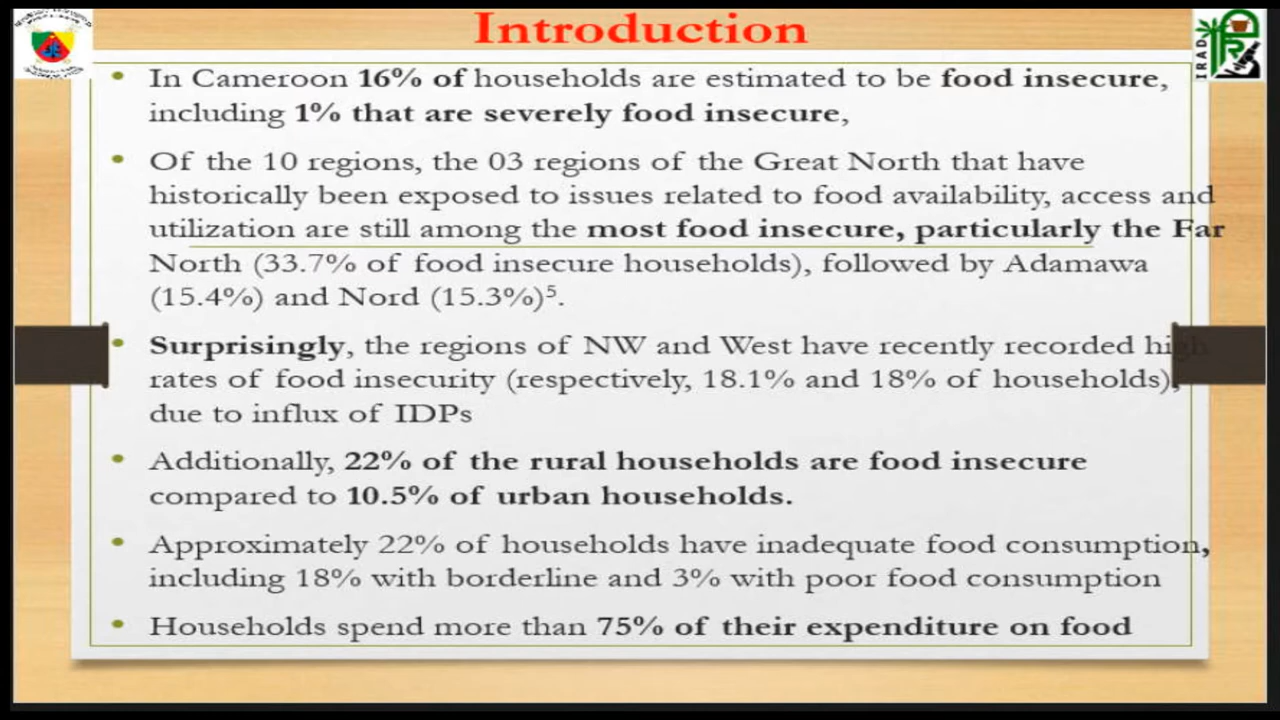 Introduction
• In Cameroon 16% of households are estimated to be food insecure,
including 1% that are severely food insecure,
• Of the 10 regions, the 03 regions of the Great North that have
historically been exposed to issues related to food availability, access and
utilization are still among the most food insecure, particularly the Far
North (33.7% of food insecure households), followed by Adamawa
(15.4%) and Nord (15.3%)⁵.
• Surprisingly, the regions of NW and West have recently recorded high
rates of food insecurity (respectively, 18.1% and 18% of households),
due to influx of IDPs
• Additionally, 22% of the rural households are food insecure
compared to 10.5% of urban households.
• Approximately 22% of households have inadequate food consumption,
including 18% with borderline and 3% with poor food consumption
• Households spend more than 75% of their expenditure on food
IRAD